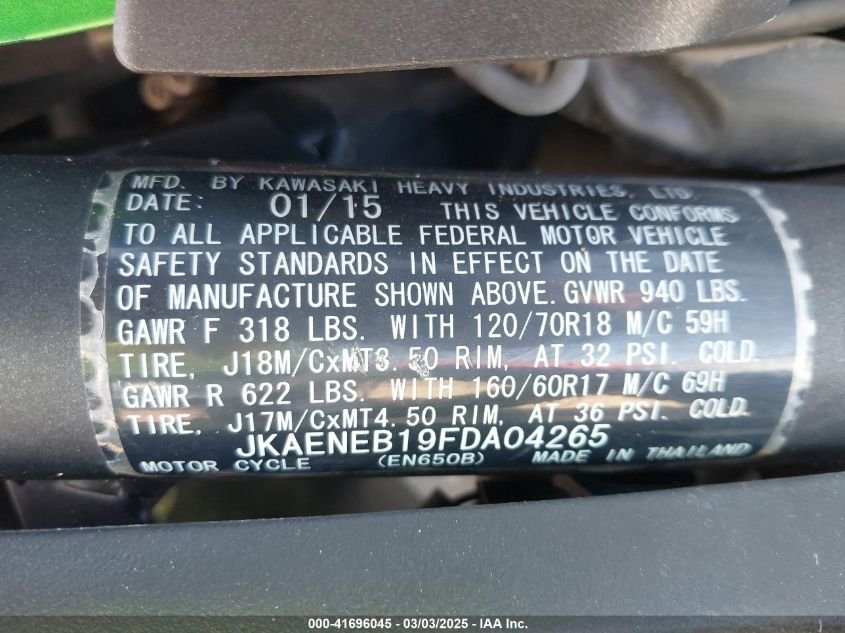 MFD. BY KAWASAKI HEAVY INDUSTRIES, LTD.
DATE: 01/15 THIS VEHICLE CONFORMS
TO ALL APPLICABLE FEDERAL MOTOR VEHICLE
SAFETY STANDARDS IN EFFECT ON THE DATE
OF MANUFACTURE SHOWN ABOVE. GVWR 940 LBS.
GAWR F 318 LBS. WITH 120/70R18 M/C 59H
TIRE, J18M/CxMT3.50 RIM, AT 32 PSI. COLD.
GAWR R 622 LBS. WITH 160/60R17 M/C 69H
TIRE, J17M/CxMT4.50 RIM, AT 36 PSI. COLD.
JKAENEB19FDA04265
MOTOR CYCLE (EN650B) MADE IN THAILAND
000-41696045 - 03/03/2025 - IAA Inc.